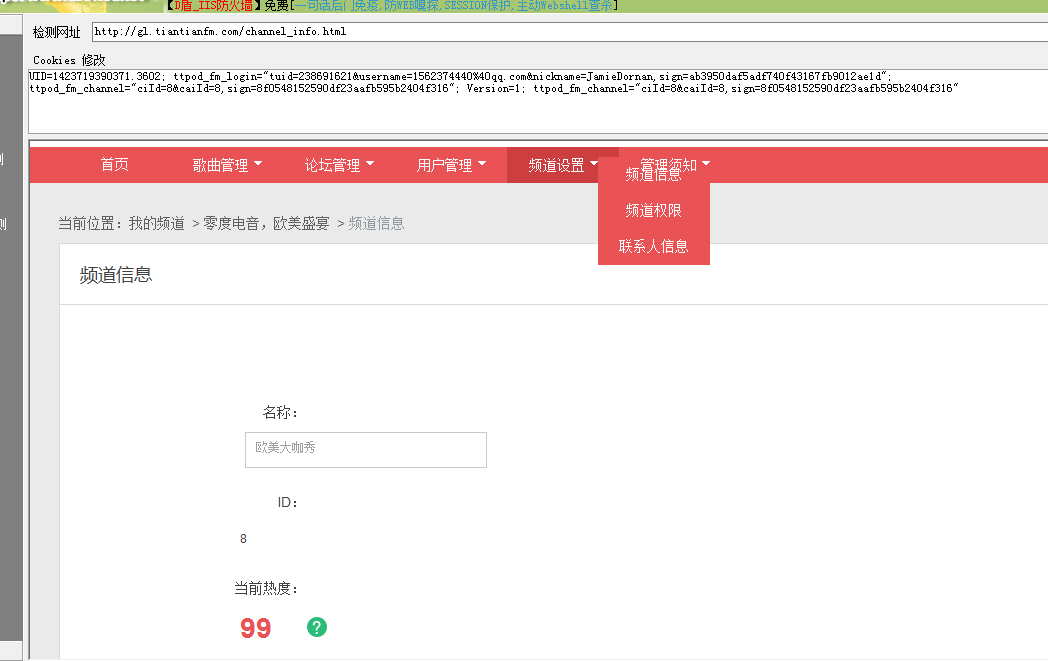 【D盾_IIS防火墙】免费[一句话后门免疫,防WEB嗅探,SESSION保护,主动Webshell查杀]
检测网址 http://gl.tiantianfm.com/channel_info.html
Cookies 修改
UID=1423719390371.3602; ttpod_fm_login="tuid=238691621&username=1562374440%40qq.com&nickname=JamieDornan,sign=ab3950daf5adf740f43167fb9012ae1d";
ttpod_fm_channel="ciId=8&caiId=8,sign=8f0548152590df23aafb595b2404f316"; Version=1; ttpod_fm_channel="ciId=8&caiId=8,sign=8f0548152590df23aafb595b2404f316"
首页 歌曲管理 论坛管理 用户管理 频道设置 管理须知
频道信息
频道权限
联系人信息
当前位置：我的频道 > 零度电音，欧美盛宴 > 频道信息
频道信息
名称：
欧美大咖秀
ID：
8
当前热度：
99 ?